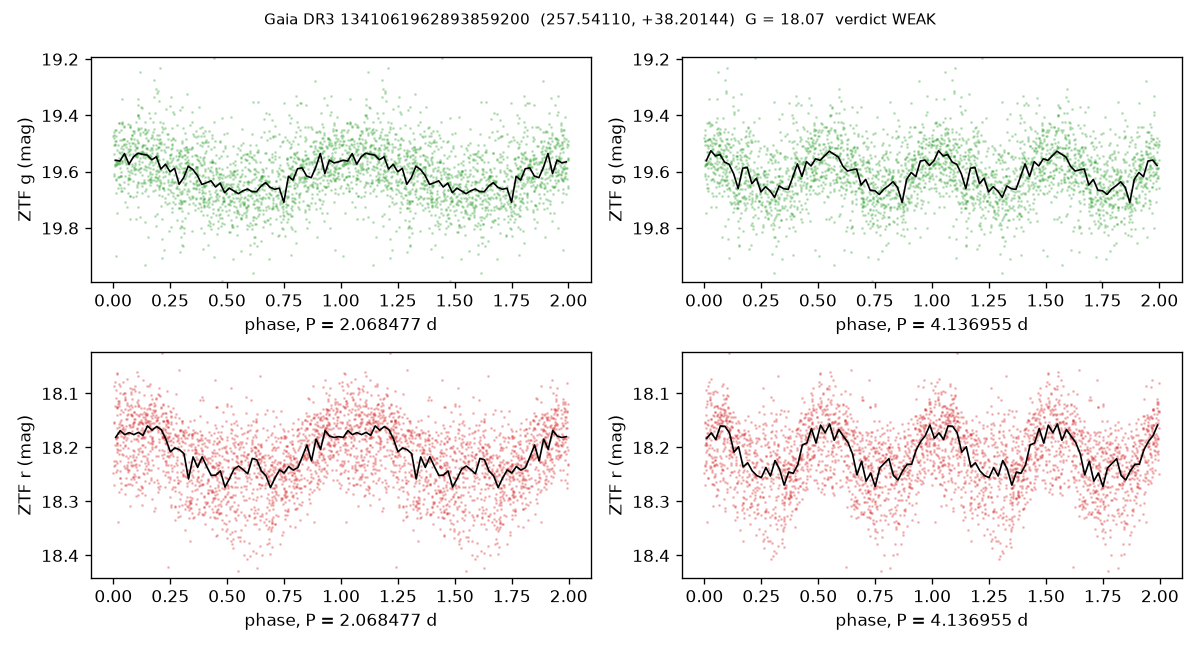 Gaia DR3 1341061962893859200  (257.54110, +38.20144)  G = 18.07  verdict WEAK
19.2
19.4
19.6
19.8
ZTF g (mag)
0.00 0.25 0.50 0.75 1.00 1.25 1.50 1.75 2.00
phase, P = 2.068477 d
19.2
19.4
19.6
19.8
ZTF g (mag)
0.00 0.25 0.50 0.75 1.00 1.25 1.50 1.75 2.00
phase, P = 4.136955 d
18.1
18.2
18.3
18.4
ZTF r (mag)
0.00 0.25 0.50 0.75 1.00 1.25 1.50 1.75 2.00
phase, P = 2.068477 d
18.1
18.2
18.3
18.4
ZTF r (mag)
0.00 0.25 0.50 0.75 1.00 1.25 1.50 1.75 2.00
phase, P = 4.136955 d